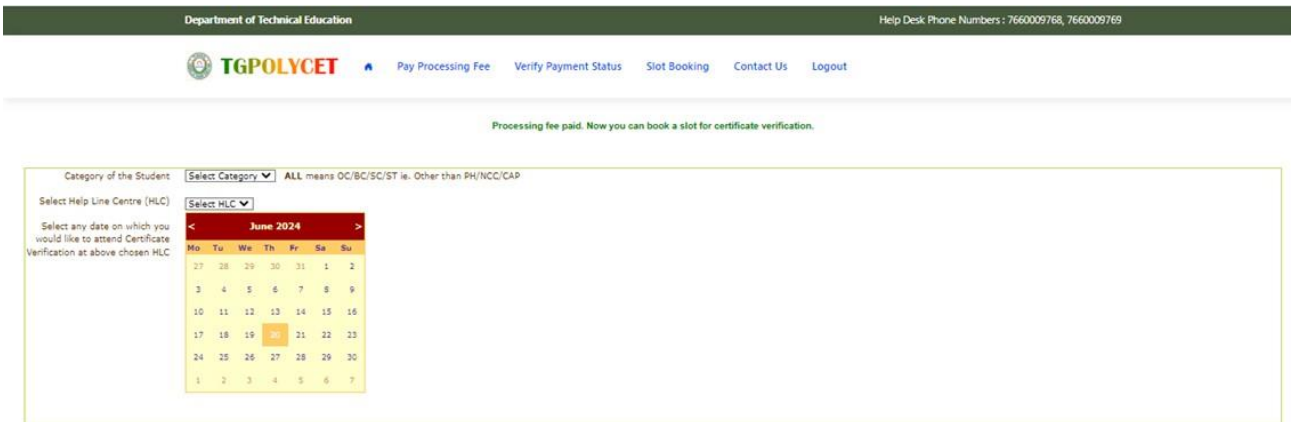 Department of Technical Education Help Desk Phone Numbers : 7660009768, 7660009769
TGPOLYCET Pay Processing Fee Verify Payment Status Slot Booking Contact Us Logout
Processing fee paid. Now you can book a slot for certificate verification.
Category of the Student Select Category ALL means OC/BC/SC/ST ie. Other than PH/NCC/CAP
Select Help Line Centre (HLC) Select HLC
Select any date on which you
would like to attend Certificate
Verification at above chosen HLC
< June 2024 >
Mo Tu We Th Fr Sa Su
27 28 29 30 31 1 2
3 4 5 6 7 8 9
10 11 12 13 14 15 16
17 18 19 20 21 22 23
24 25 26 27 28 29 30
1 2 3 4 5 6 7